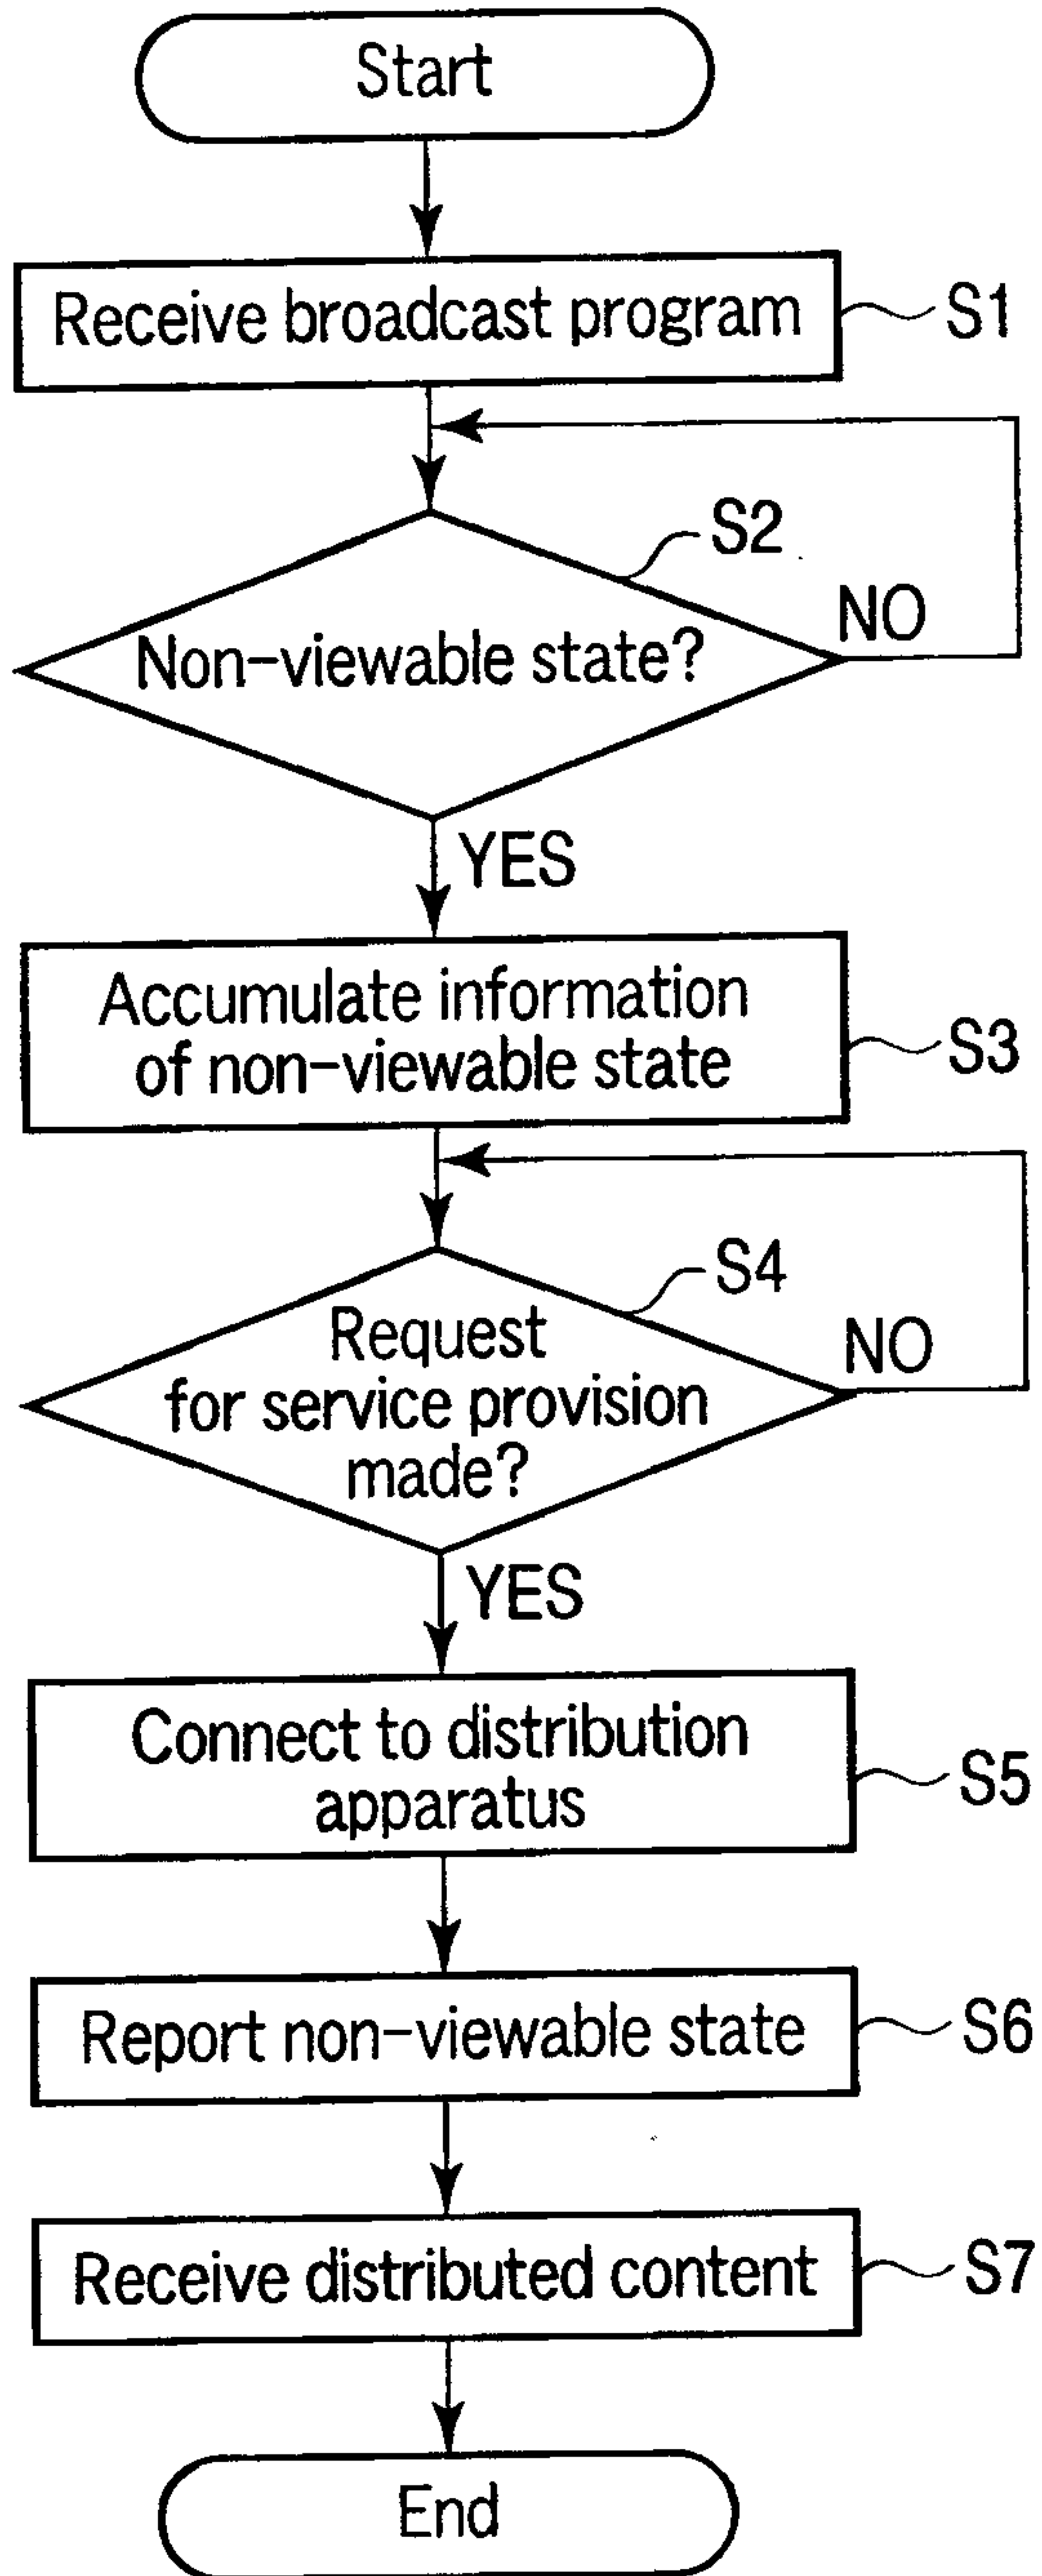 Start
Receive broadcast program
S1
S2
Non-viewable state?
NO
YES
Accumulate information
of non-viewable state
S3
S4
Request
for service provision
made?
NO
YES
Connect to distribution
apparatus
S5
Report non-viewable state
S6
Receive distributed content
S7
End